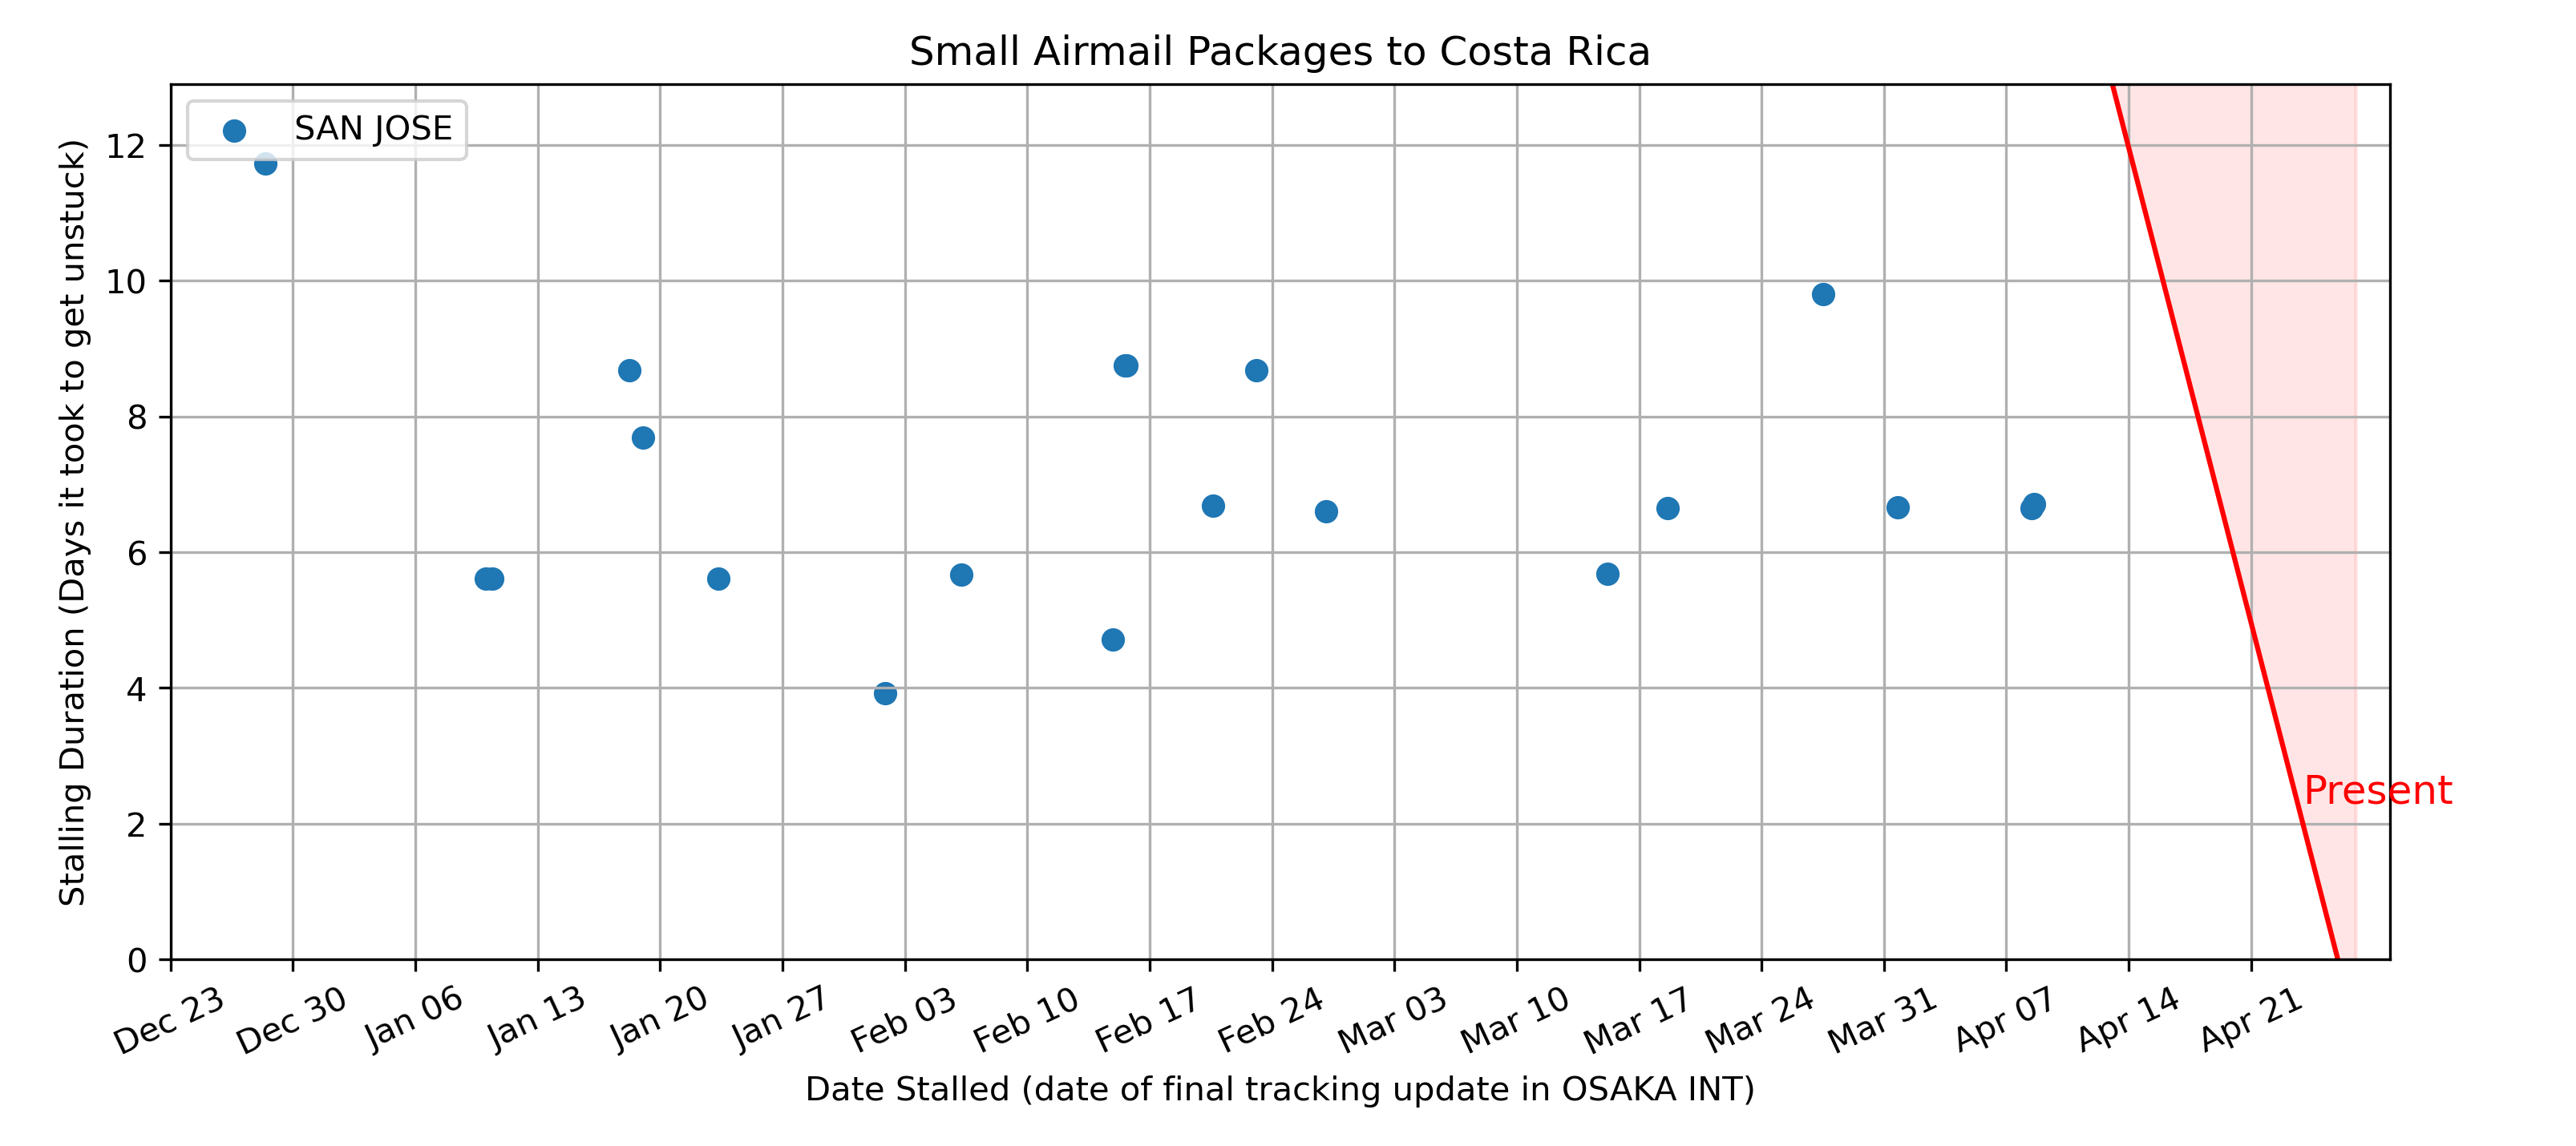 Small Airmail Packages to Costa Rica
SAN JOSE
Stalling Duration (Days it took to get unstuck)
12
10
8
6
4
2
0
Present
Dec 23
Dec 30
Jan 06
Jan 13
Jan 20
Jan 27
Feb 03
Feb 10
Feb 17
Feb 24
Mar 03
Mar 10
Mar 17
Mar 24
Mar 31
Apr 07
Apr 14
Apr 21
Date Stalled (date of final tracking update in OSAKA INT)